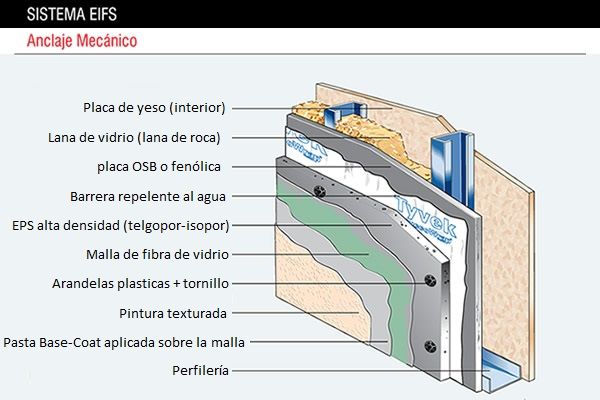 SISTEMA EIFS
Anclaje Mecánico
Placa de yeso (interior)
Lana de vidrio (lana de roca)
placa OSB o fenólica
Barrera repelente al agua
EPS alta densidad (telgopor-isopor)
Malla de fibra de vidrio
Arandelas plasticas + tornillo
Pintura texturada
Pasta Base-Coat aplicada sobre la malla
Perfilería
Tyvek